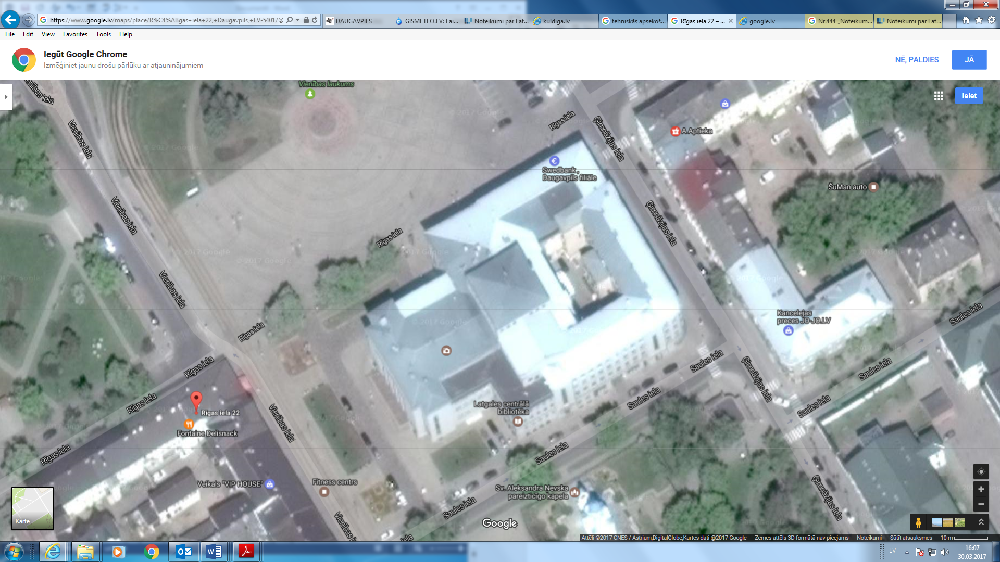 https://www.google.lv/maps/place/R%C4%ABgas+iela+22,+Daugavpils,+LV-5401/@
DAUGAVPILS
GISMETEO.LV: Lai...
Noteikumi par Lat...
kuldiga.lv
tehniskās apsekoš...
Rīgas iela 22 – ...
google.lv
Nr.444 „Noteikum...
Noteikumi par Lat...
File Edit View Favorites Tools Help
Iegūt Google Chrome
Izmēģiniet jaunu drošu pārlūku ar atjauninājumiem
NĒ, PALDIES
JĀ
Ieiet
Vienības iela
Vienības laukums
Vienības iela
Rīgas iela
Ģimnāzijas iela
A Aptieka
Swedbank,
Daugavpils filiāle
ŠuMan auto
Vienības iela
Ģimnāzijas iela
Rīgas iela
Vienības iela
Kancelejas
preces JO-JO.LV
Saules iela
Rīgas iela
Rīgas iela
Saules iela
Saules iela
Ģimnāzijas iela
Rīgas iela
Rīgas iela 22
Fontaine Delisnack
Vienības iela
Latgales centrālā
bibliotēka
Saules iela
Saules iela
Rīgas iela
Saules iela
Veikals "VIP HOUSE"
Fitness centrs
Sv. Aleksandra Ņevska
pareizticīgo kapela
Saules iela
Ģimnāzijas iela
Karte
Google
Attēli ©2017 CNES / Astrium,DigitalGlobe,Kartes dati @2017 Google
Zemes attēls 3D formātā nav pieejams
Noteikumi
Sūtīt atsauksmes
10 m
LV
16:07
30.03.2017